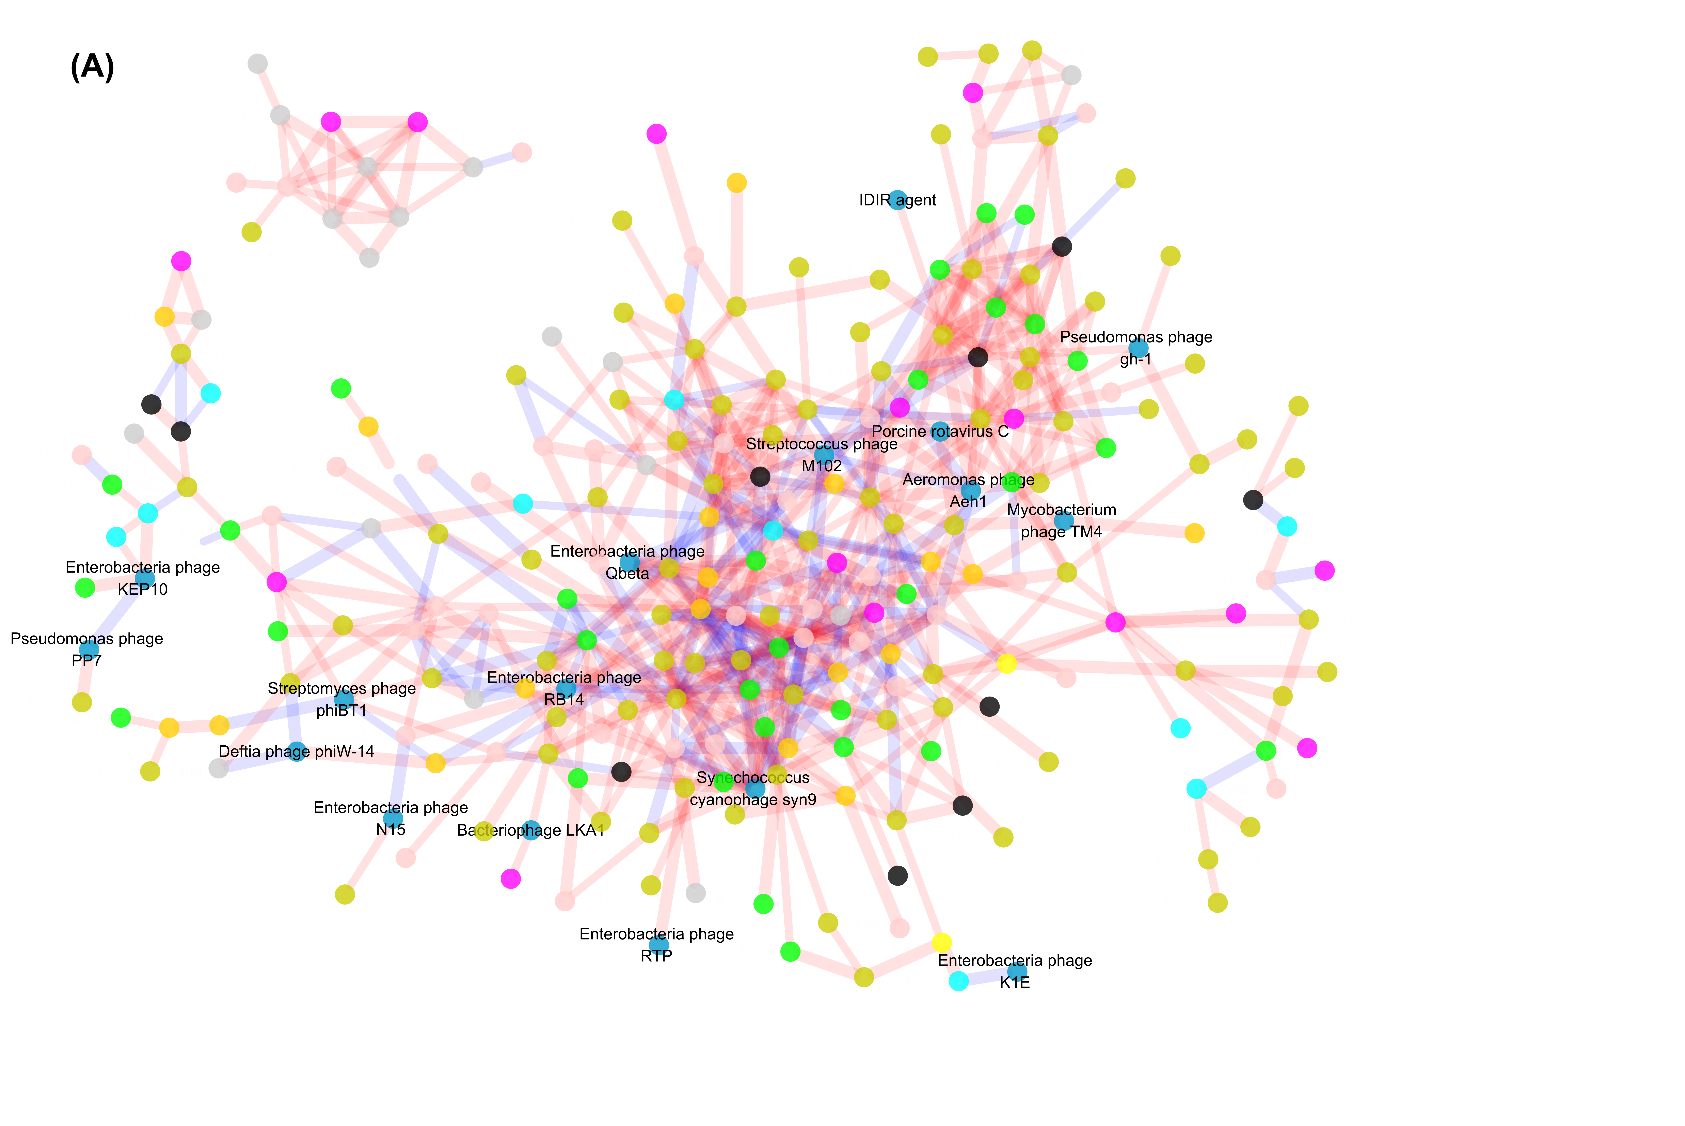 (A)
IDIR agent
Pseudomonas phage
gh-1
Porcine rotavirus C
Streptococcus phage
M102
Aeromonas phage
Aeh1
Mycobacterium
phage TM4
Enterobacteria phage
Qbeta
Enterobacteria phage
KEP10
Pseudomonas phage
PP7
Enterobacteria phage
RB14
Streptomyces phage
phiBT1
Deftia phage phiW-14
Synechococcus
cyanophage syn9
Enterobacteria phage
N15
Bacteriophage LKA1
Enterobacteria phage
RTP
Enterobacteria phage
K1E